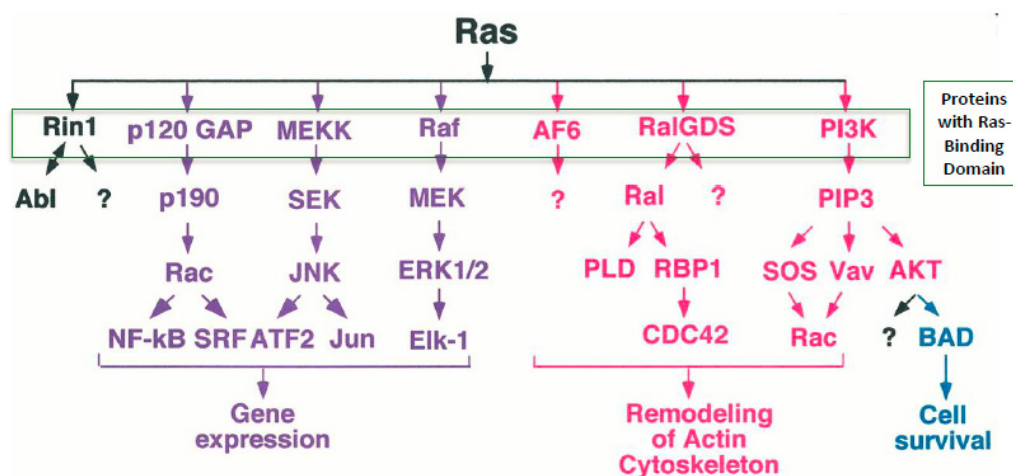 Ras
Rin1 p120 GAP MEKK Raf AF6 RalGDS PI3K
Proteins
with Ras-
Binding
Domain
Abl ? p190 SEK MEK ? Ral ? PIP3
Rac JNK ERK1/2 PLD RBP1 SOS Vav AKT
NF-kB SRF ATF2 Jun Elk-1 CDC42 Rac ? BAD
Gene
expression
Remodeling
of Actin
Cytoskeleton
Cell
survival